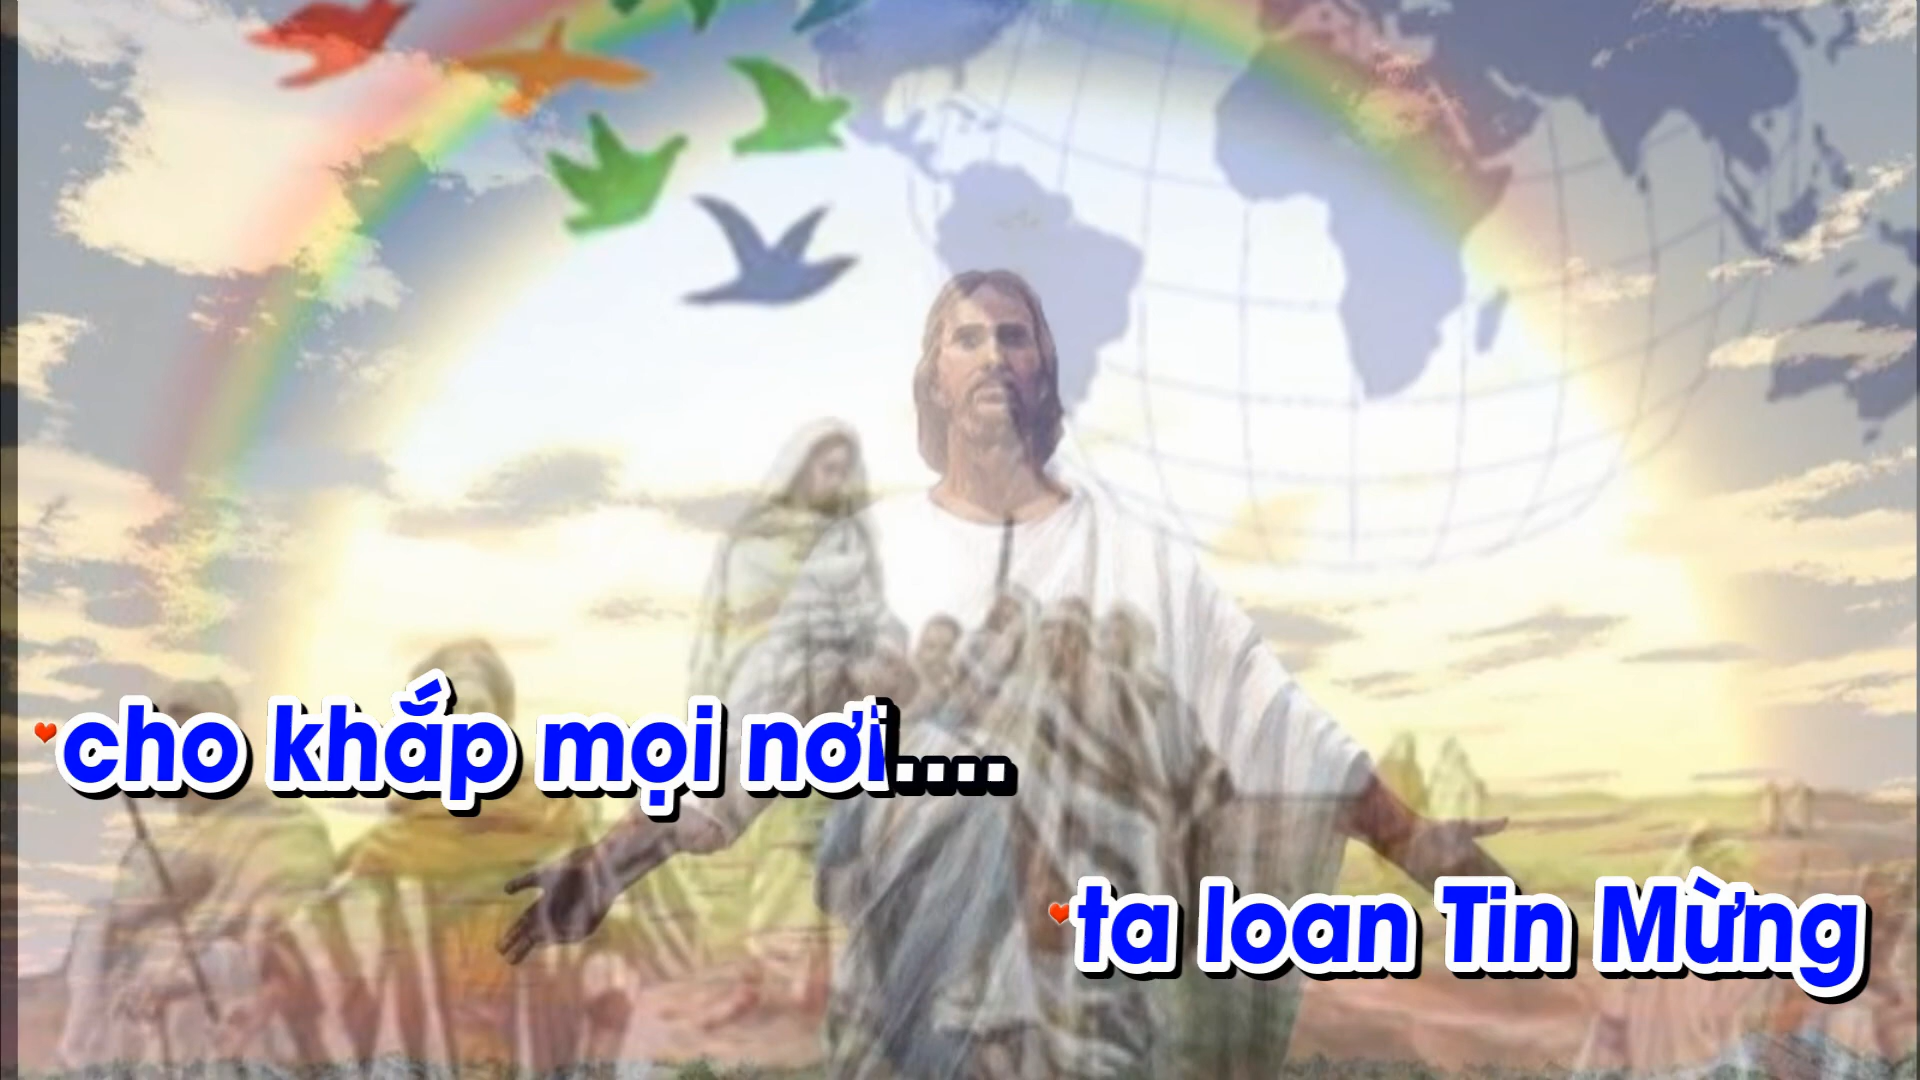 cho khắp mọi nơi....
ta loan Tin Mừng